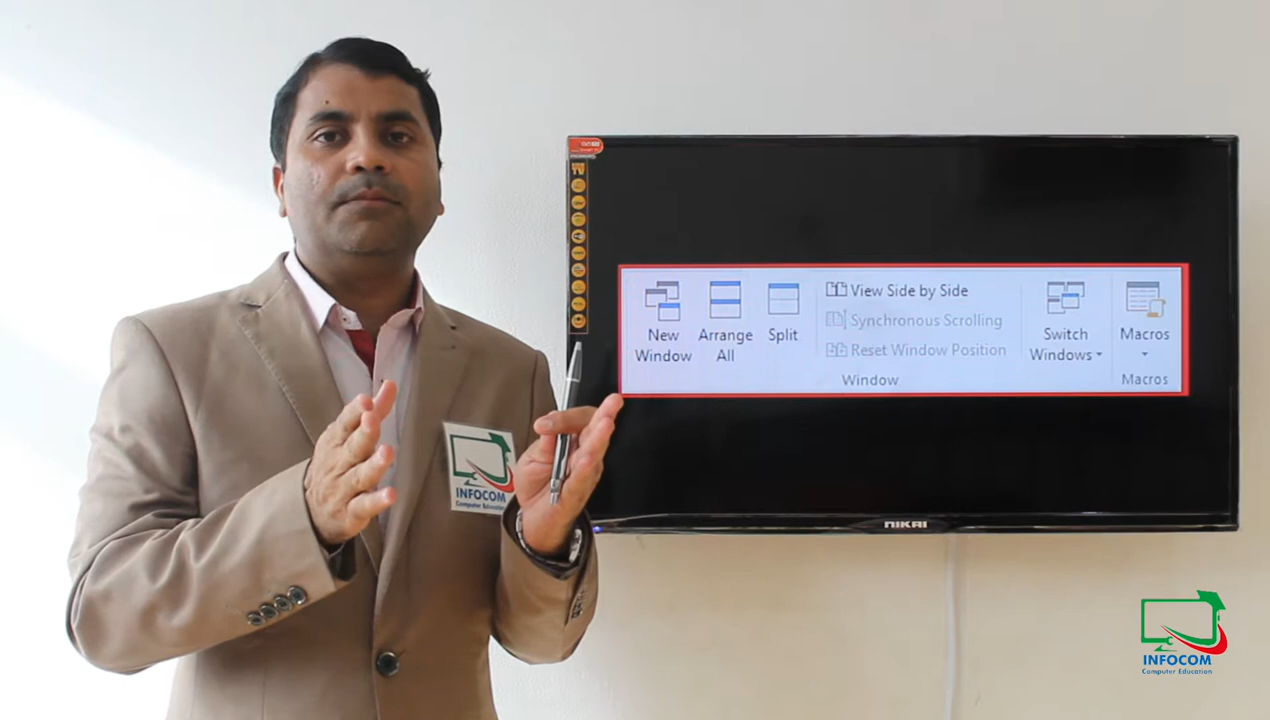 New Window
Arrange All
Split
View Side by Side
Synchronous Scrolling
Reset Window Position
Window
Switch Windows
Macros
Macros
NIKAI
INFOCOM
Computer Education
INFOCOM
Computer Education